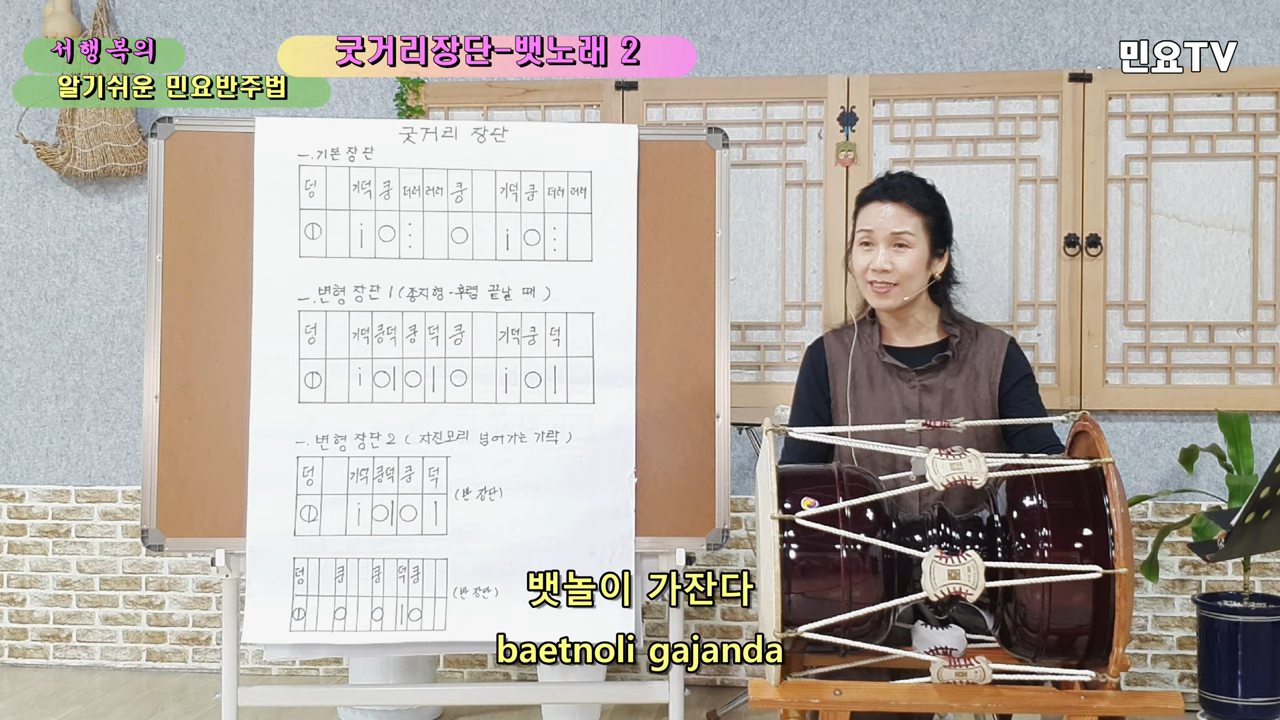 서행복의
알기쉬운 민요반주법
굿거리장단-뱃노래 2
민요TV
굿거리 장단
一. 기본장단
덩 기덕 쿵 더러 러러 쿵 기덕 쿵 더러 러러
一. 변형 장단 1 (종지형-후렴 끝날 때)
덩 기덕 쿵덕 쿵 덕 쿵 기덕 쿵 덕
一. 변형 장단2 ( 자진모리 넘어가는 가락 )
덩 기덕 쿵덕 쿵 덕
(반 장단)
덩 쿵 쿵 덕 쿵
(반 장단)
뱃놀이 가잔다
baetnoli gajanda